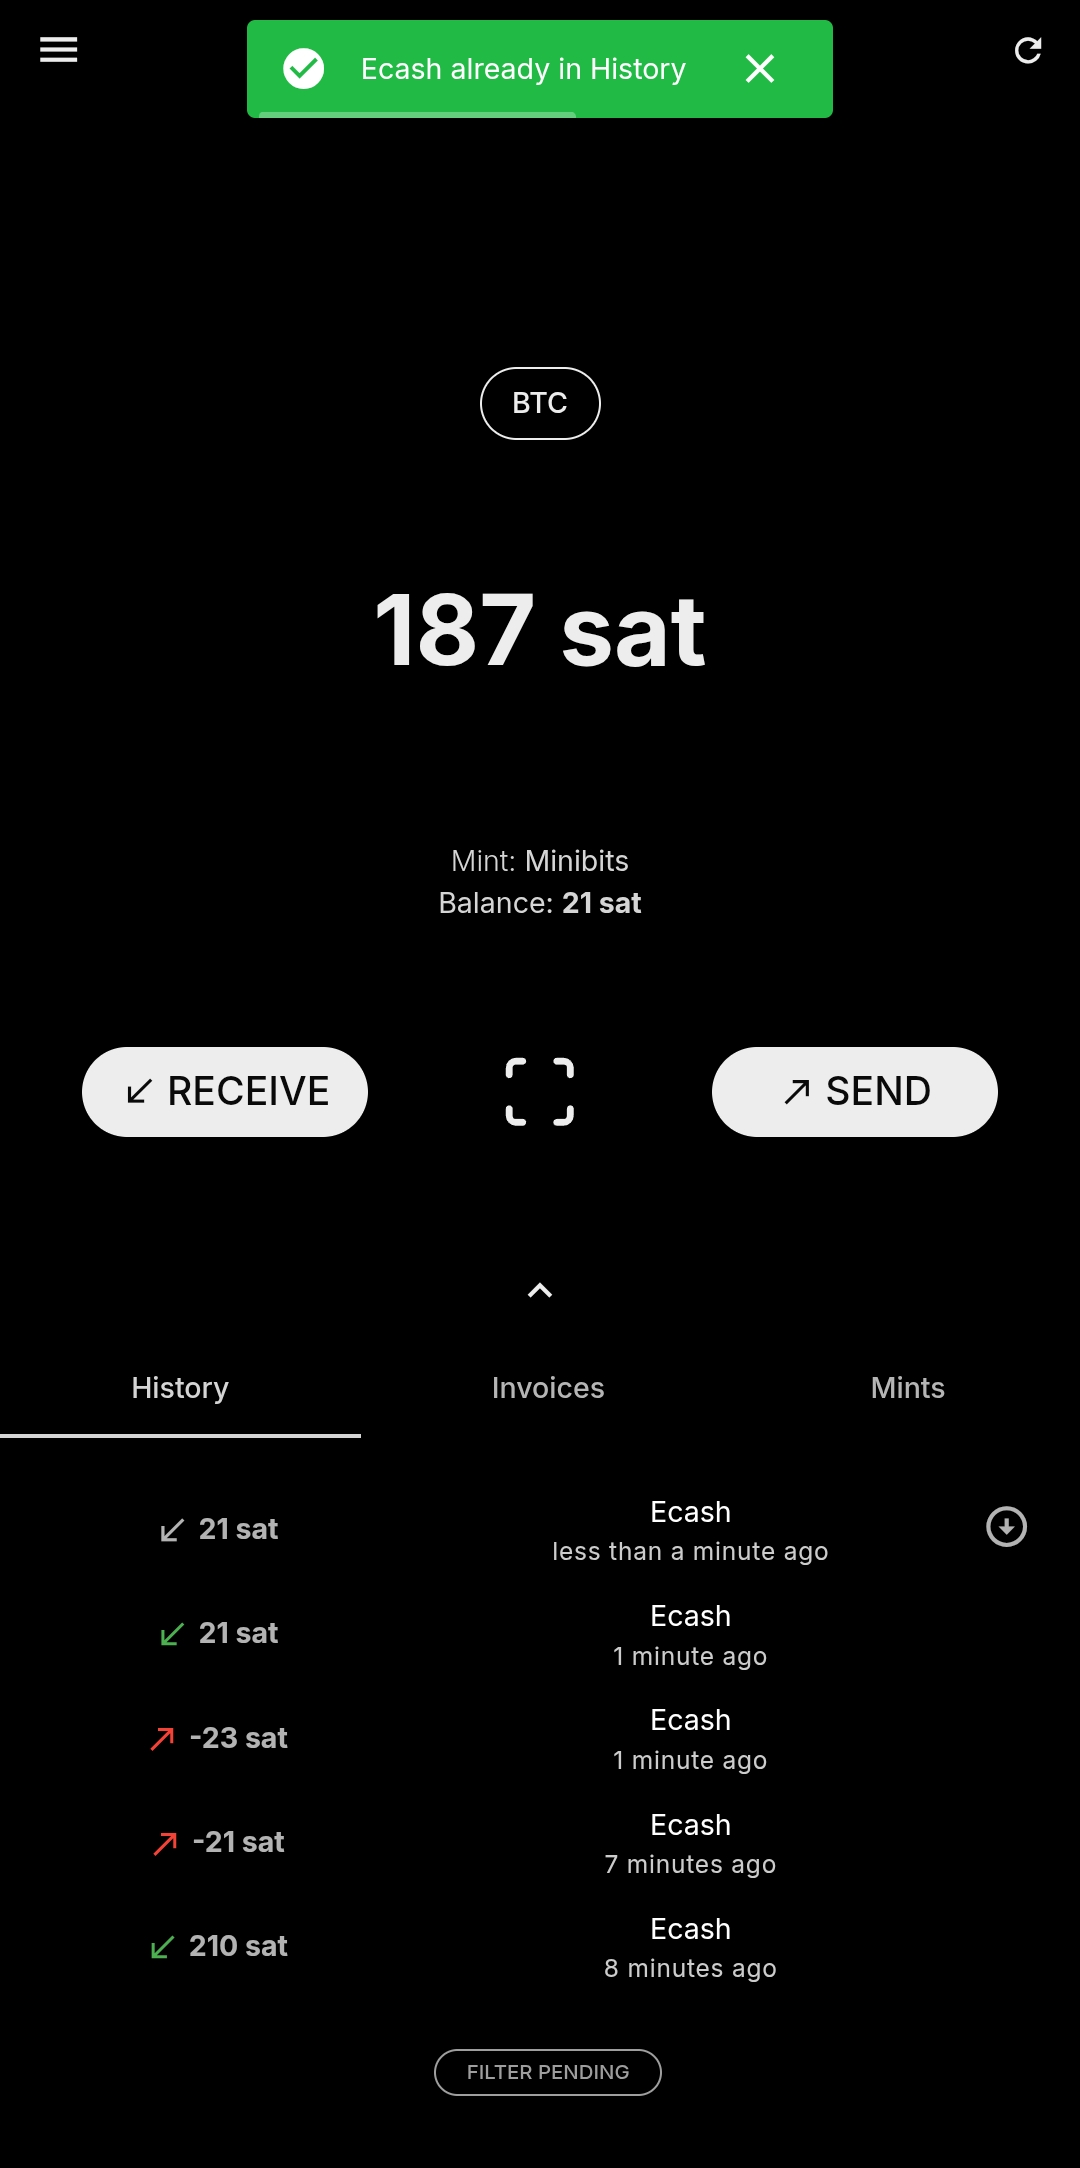 Ecash already in History
BTC
187 sat
Mint: Minibits
Balance: 21 sat
RECEIVE
SEND
History
Invoices
Mints
21 sat
Ecash
less than a minute ago
21 sat
Ecash
1 minute ago
-23 sat
Ecash
1 minute ago
-21 sat
Ecash
7 minutes ago
210 sat
Ecash
8 minutes ago
FILTER PENDING